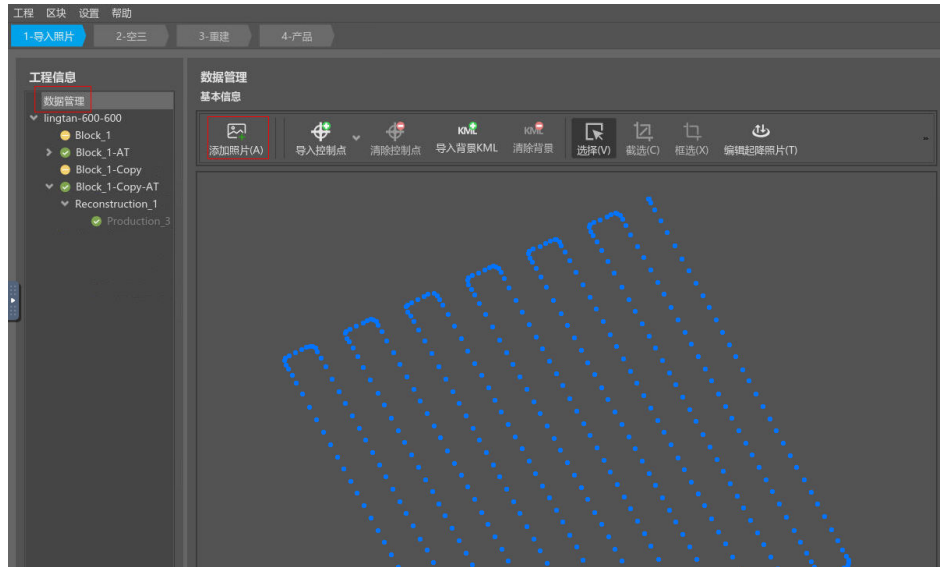 工程 区块 设置 帮助
1-导入照片 2-空三 3-重建 4-产品
工程信息
数据管理
lingtan-600-600
Block_1
Block_1-AT
Block_1-Copy
Block_1-Copy-AT
Reconstruction_1
Production_3
数据管理
基本信息
添加照片(A) 导入控制点 清除控制点 KML 导入背景KML KML 清除背景 选择(V) 裁选(C) 框选(X) 编辑起降照片(T)